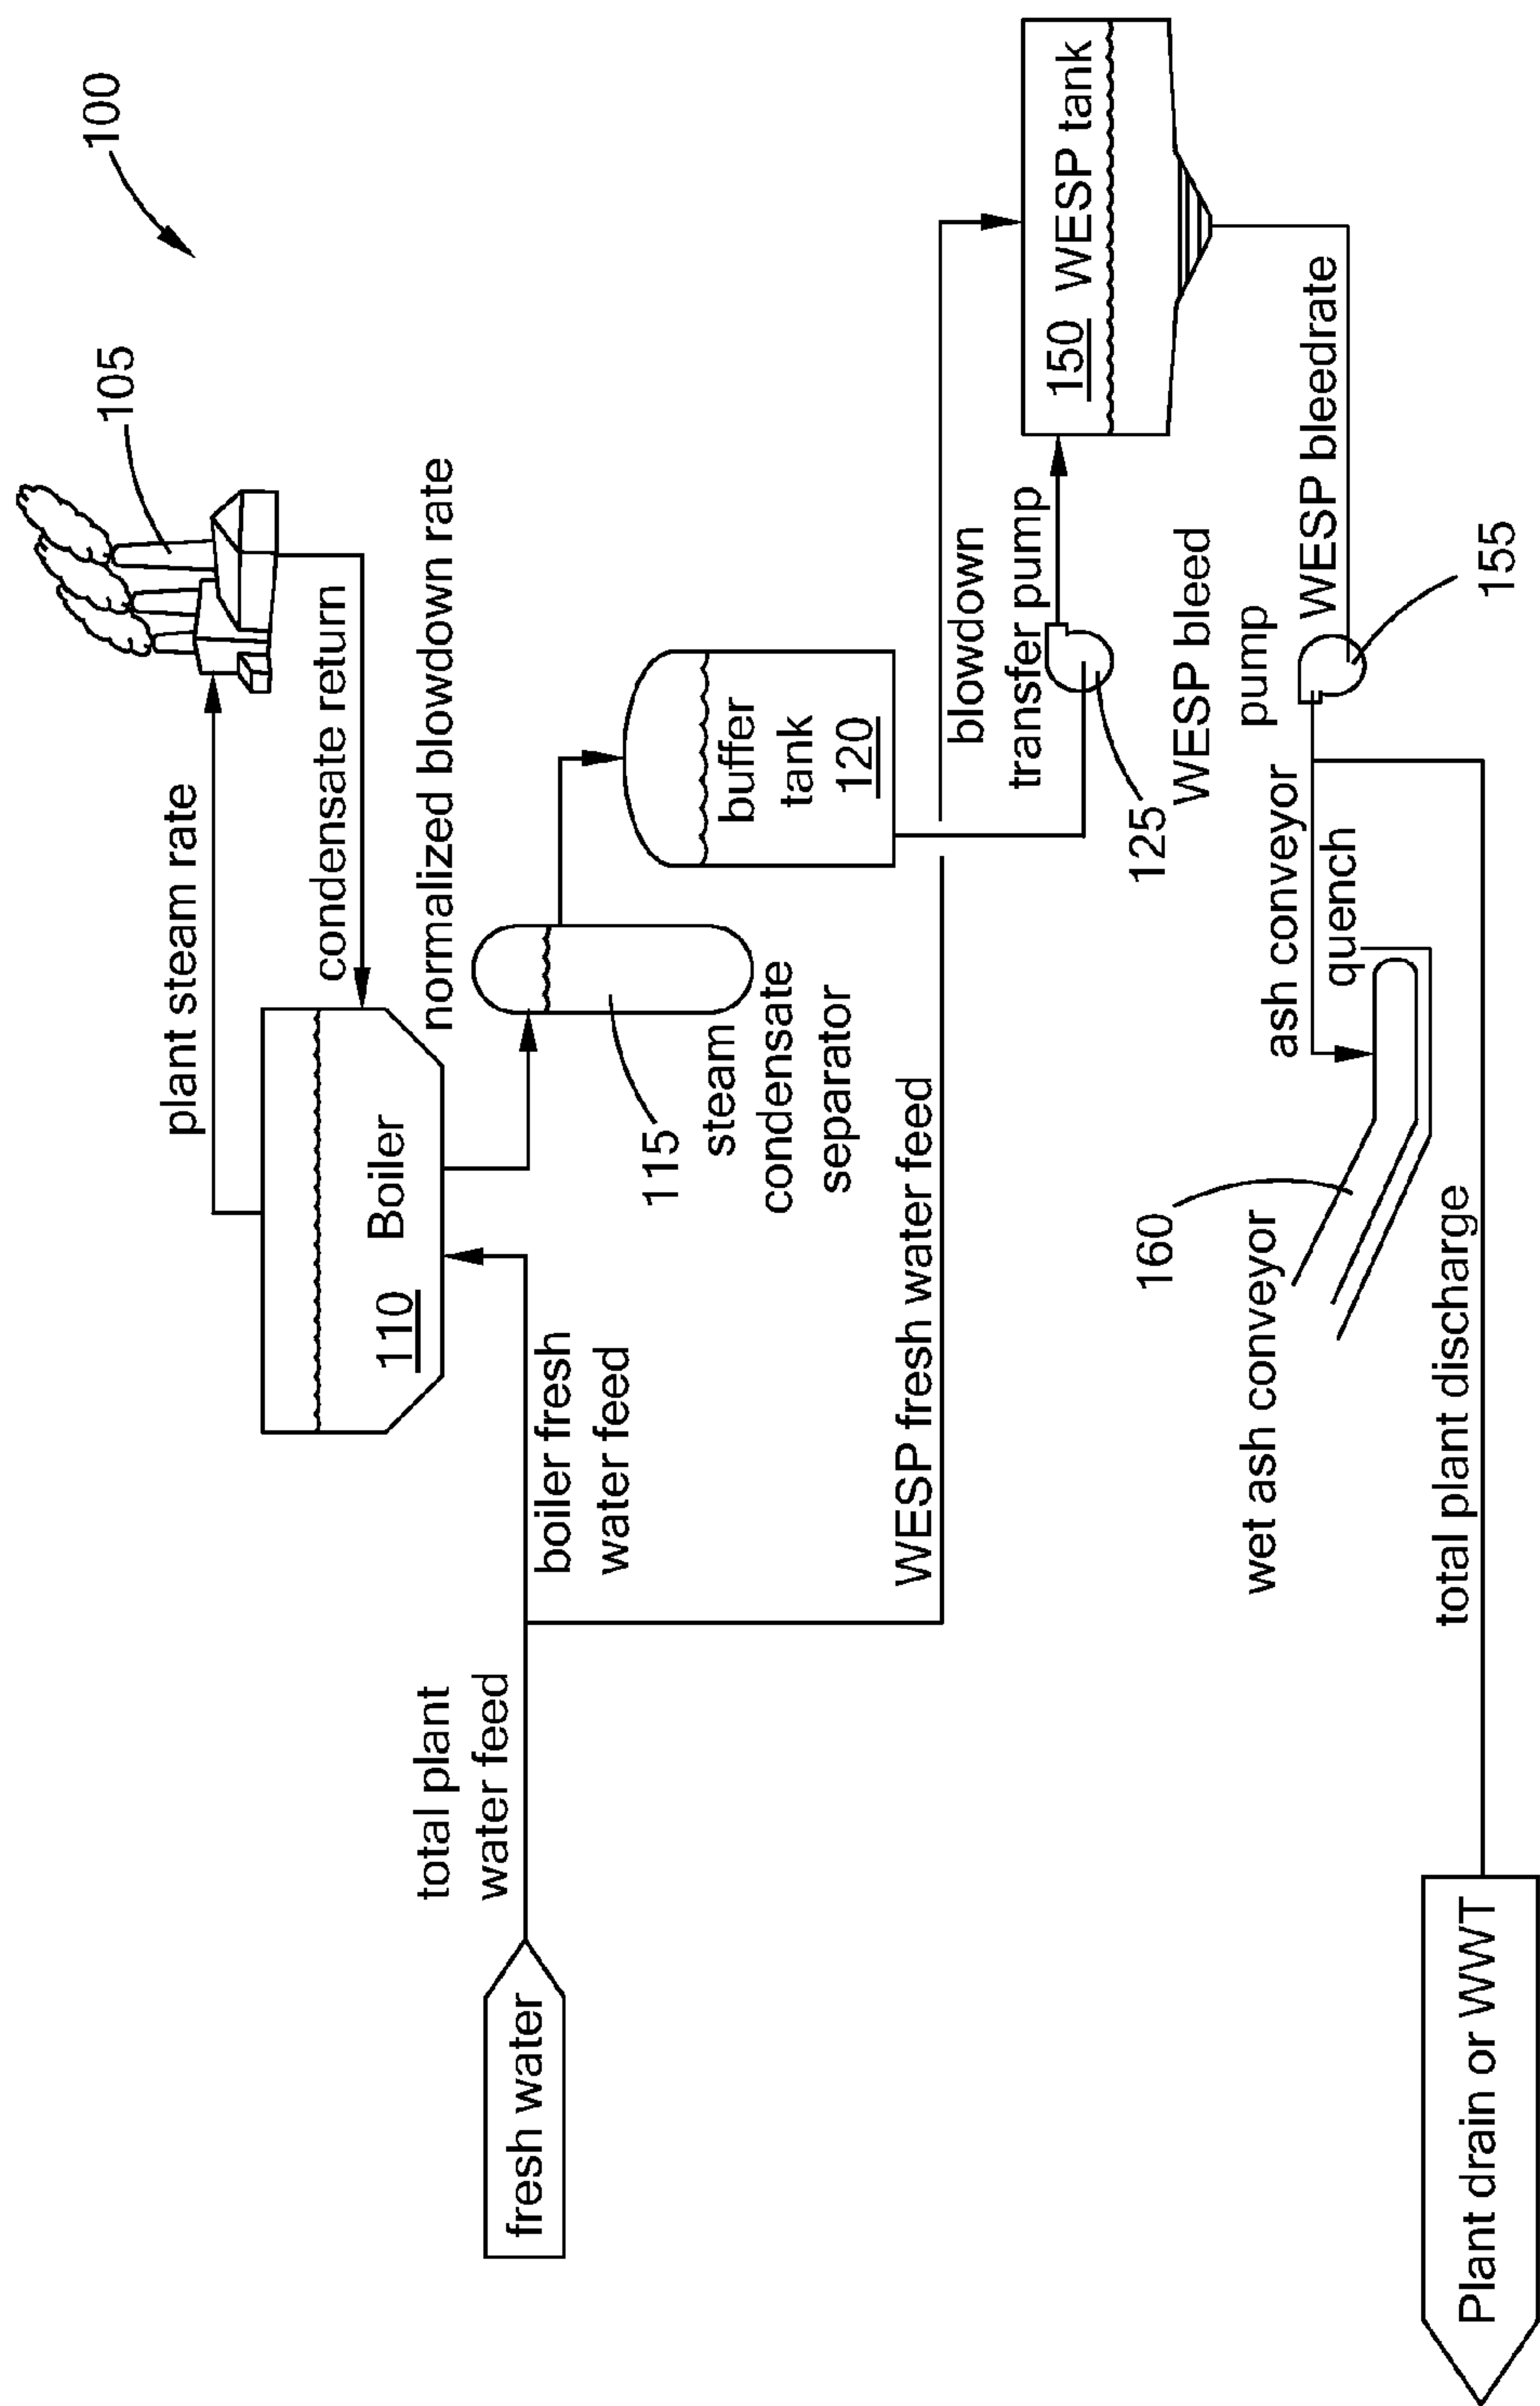 100
105
plant steam rate
condensate return
normalized blowdown rate
110 Boiler
total plant
water feed
fresh water
boiler fresh
water feed
115
steam
condensate
separator
buffer
tank
120
WESP fresh water feed
blowdown
transfer pump
125
150 WESP tank
WESP bleed
pump
WESP bleedrate
155
ash conveyor
quench
160
wet ash conveyor
total plant discharge
Plant drain or WWT